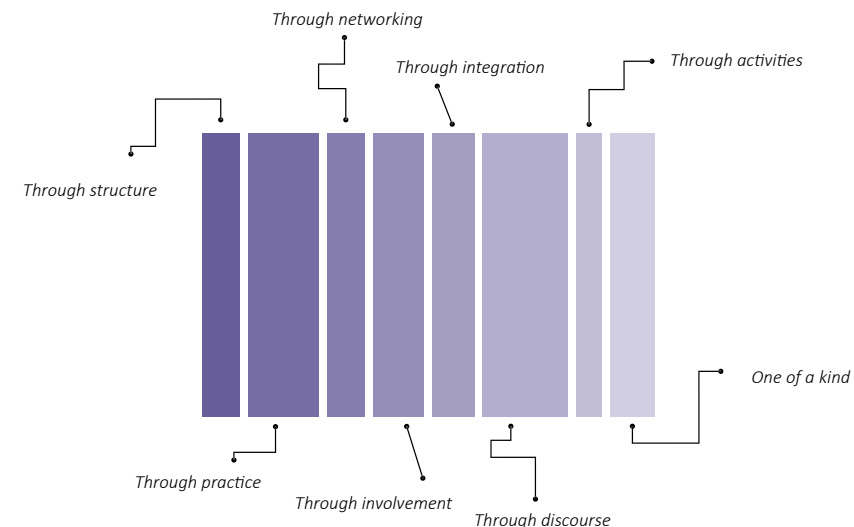 Through networking
Through integration
Through activities
Through structure
One of a kind
Through practice
Through involvement
Through discourse